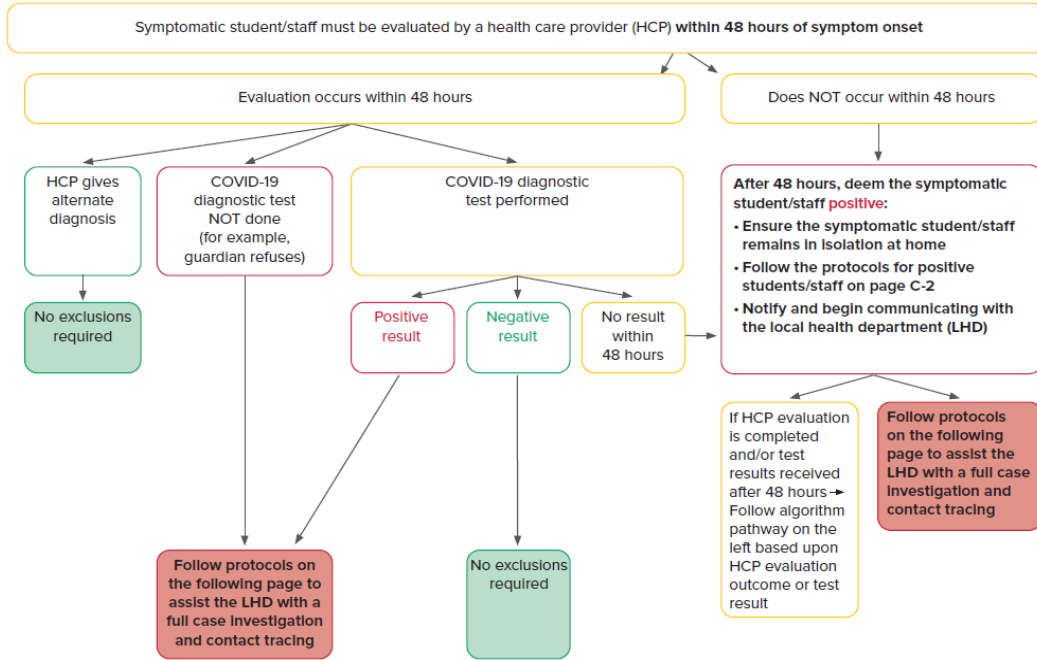 Symptomatic student/staff must be evaluated by a health care provider (HCP) within 48 hours of symptom onset
Evaluation occurs within 48 hours
Does NOT occur within 48 hours
HCP gives
alternate
diagnosis
COVID-19
diagnostic test
NOT done
(for example,
guardian refuses)
COVID-19 diagnostic
test performed
After 48 hours, deem the symptomatic
student/staff positive:
• Ensure the symptomatic student/staff
remains in isolation at home
• Follow the protocols for positive
students/staff on page C-2
• Notify and begin communicating with
the local health department (LHD)
No exclusions
required
Positive
result
Negative
result
No result
within
48 hours
If HCP evaluation
is completed
and/or test
results received
after 48 hours →
Follow algorithm
pathway on the
left based upon
HCP evaluation
outcome or test
result
Follow protocols
on the following
page to assist the
LHD with a full case
investigation and
contact tracing
Follow protocols on
the following page to
assist the LHD with a
full case investigation
and contact tracing
No exclusions
required